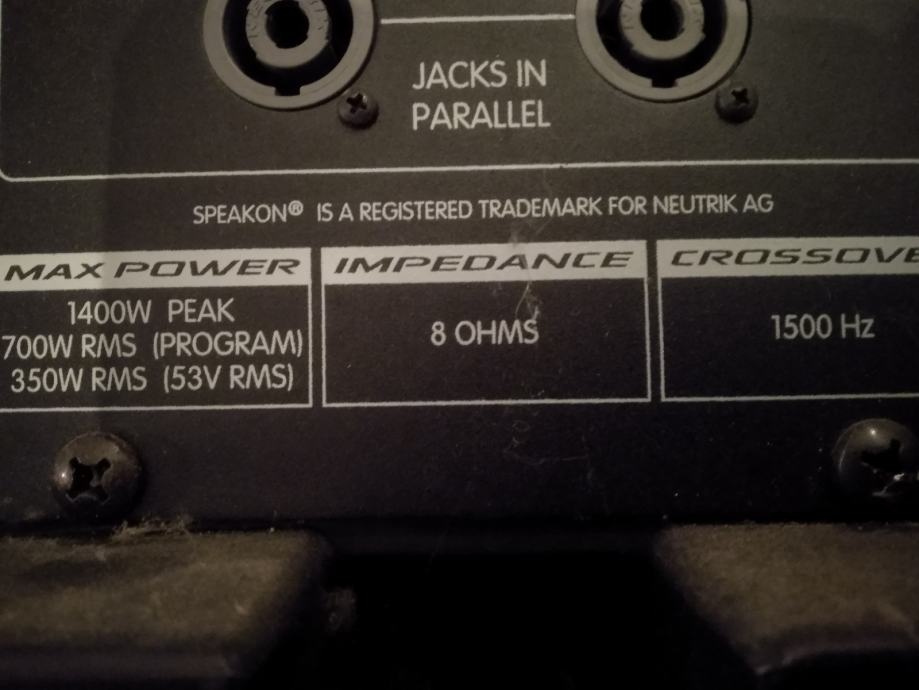 JACKS IN
PARALLEL
SPEAKON® IS A REGISTERED TRADEMARK FOR NEUTRIK AG
MAX POWER
1400W PEAK
700W RMS (PROGRAM)
350W RMS (53V RMS)
IMPEDANCE
8 OHMS
CROSSOVE
1500 Hz